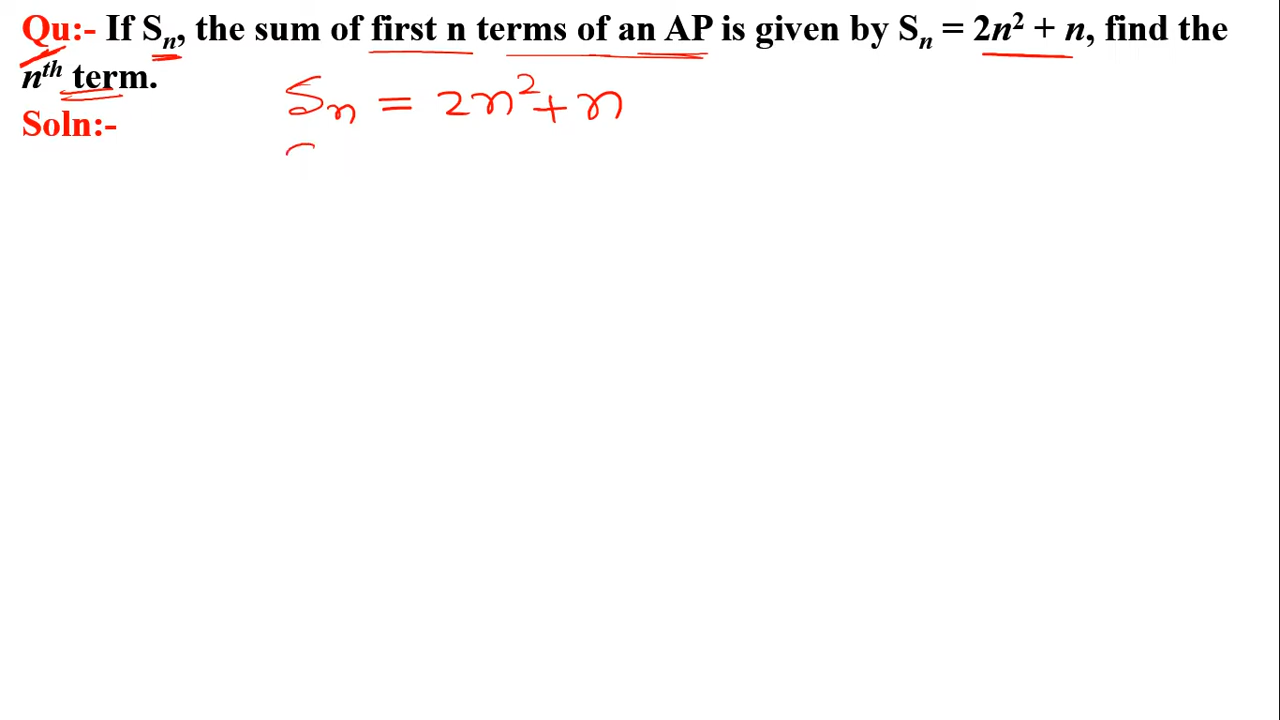 Qu:- If Sₙ, the sum of first n terms of an AP is given by Sₙ = 2n² + n, find the
nᵗʰ term.
Sₙ = 2n² + n
Soln:-